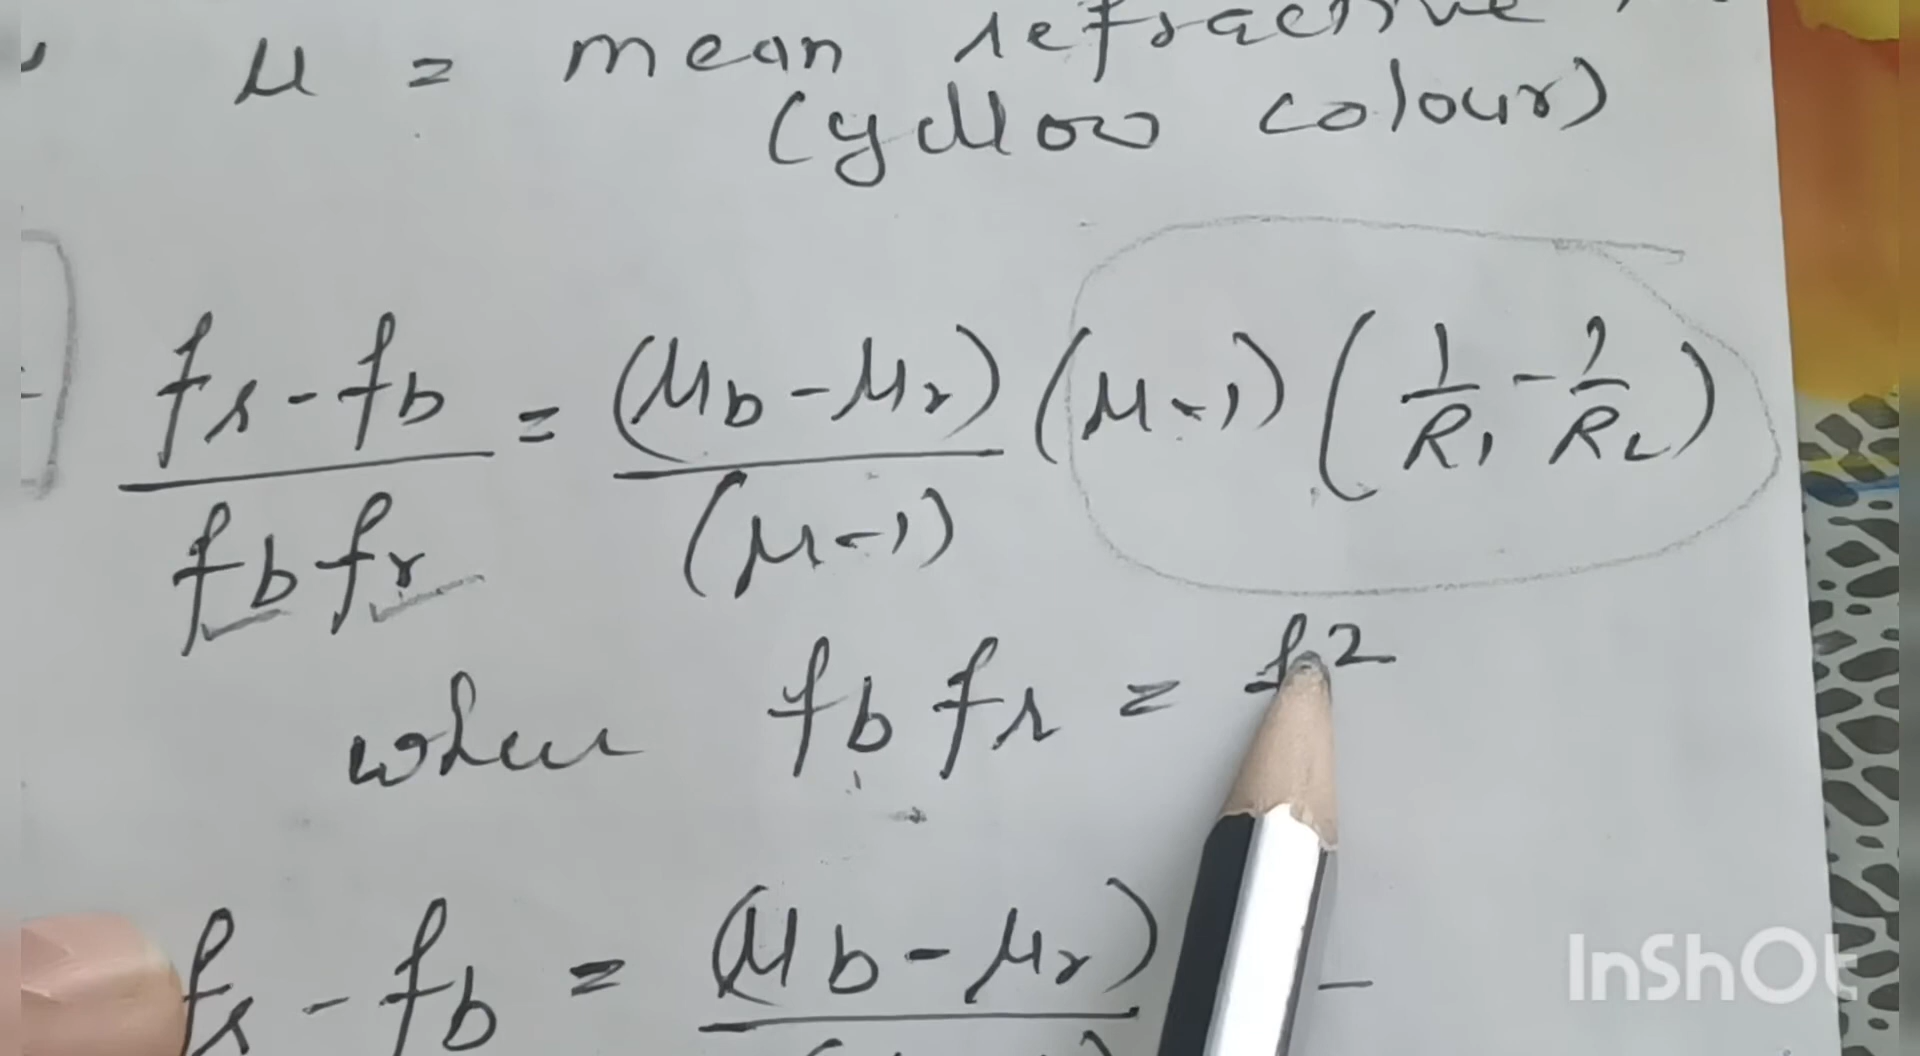 μ = mean refractive
(yellow colour)
fr - fb / fb fr = (μb - μr) / (μ-1) (μ-1) (1/R1 - 1/R2)
where fb fr = f2
fr - fb = (μb - μr)
InShOt